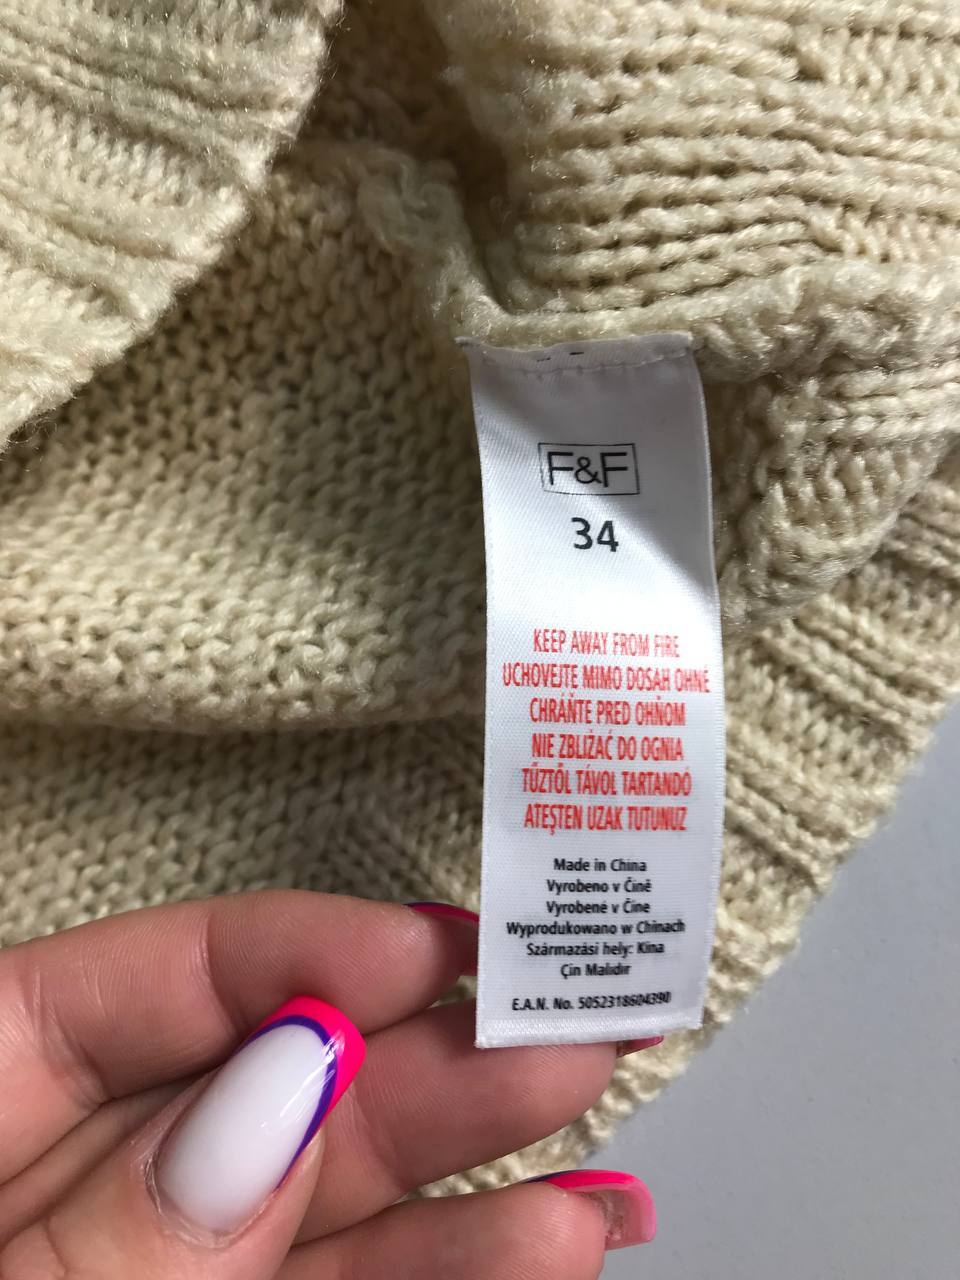 F&F
34
KEEP AWAY FROM FIRE
UCHOVEJTE MIMO DOSAH OHNĚ
CHRÁŇTE PRED OHŇOM
NIE ZBLIŻAĆ DO OGNIA
TŰZTŐL TÁVOL TARTANDÓ
ATEŞTEN UZAK TUTUNUZ
Made in China
Vyrobeno v Číně
Vyrobené v Číne
Wyprodukowano w Chinach
Származási hely: Kína
Çin Malıdır
E.A.N. No. 5052318604390